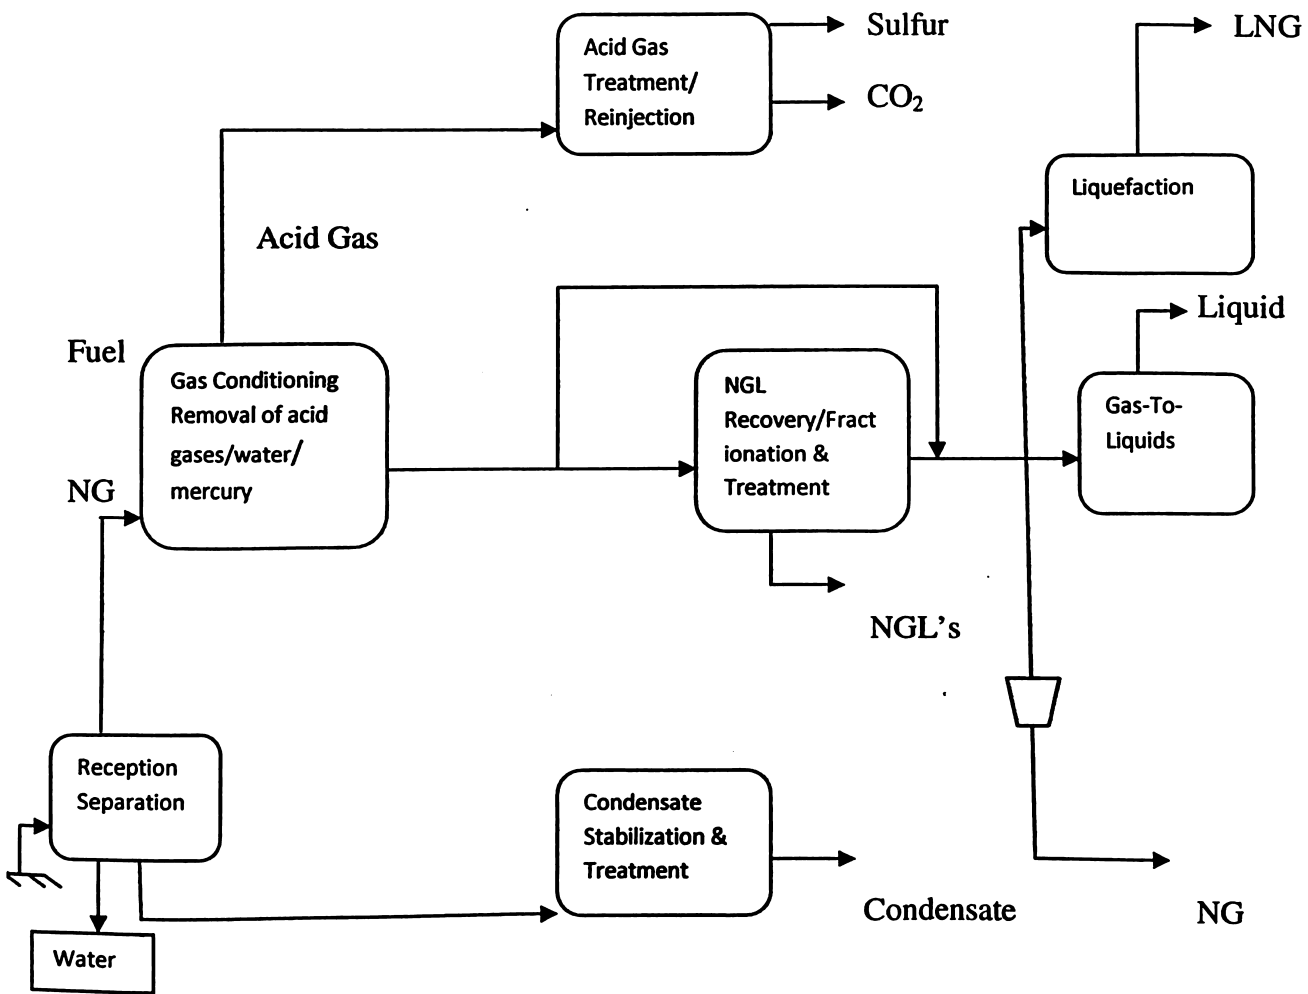 Sulfur
LNG
Acid Gas
Treatment/
Reinjection
CO₂
Liquefaction
Acid Gas
Liquid
Fuel
Gas Conditioning
Removal of acid
gases/water/
mercury
NGL
Recovery/Fract
ionation &
Treatment
Gas-To-
Liquids
NG
NGL's
Reception
Separation
Condensate
Stabilization &
Treatment
Condensate
NG
Water